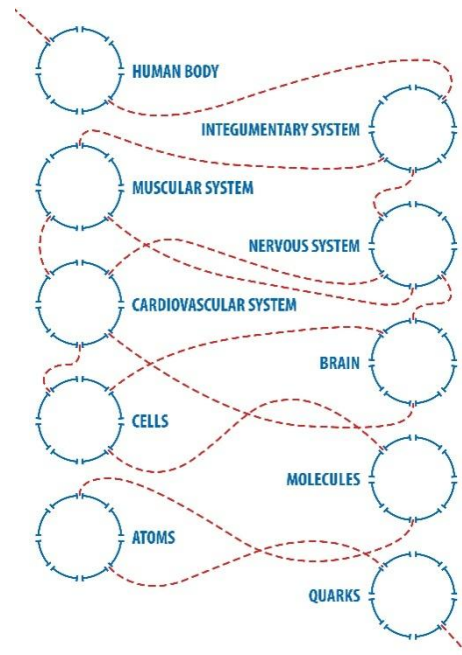 HUMAN BODY
INTEGUMENTARY SYSTEM
MUSCULAR SYSTEM
NERVOUS SYSTEM
CARDIOVASCULAR SYSTEM
BRAIN
CELLS
MOLECULES
ATOMS
QUARKS